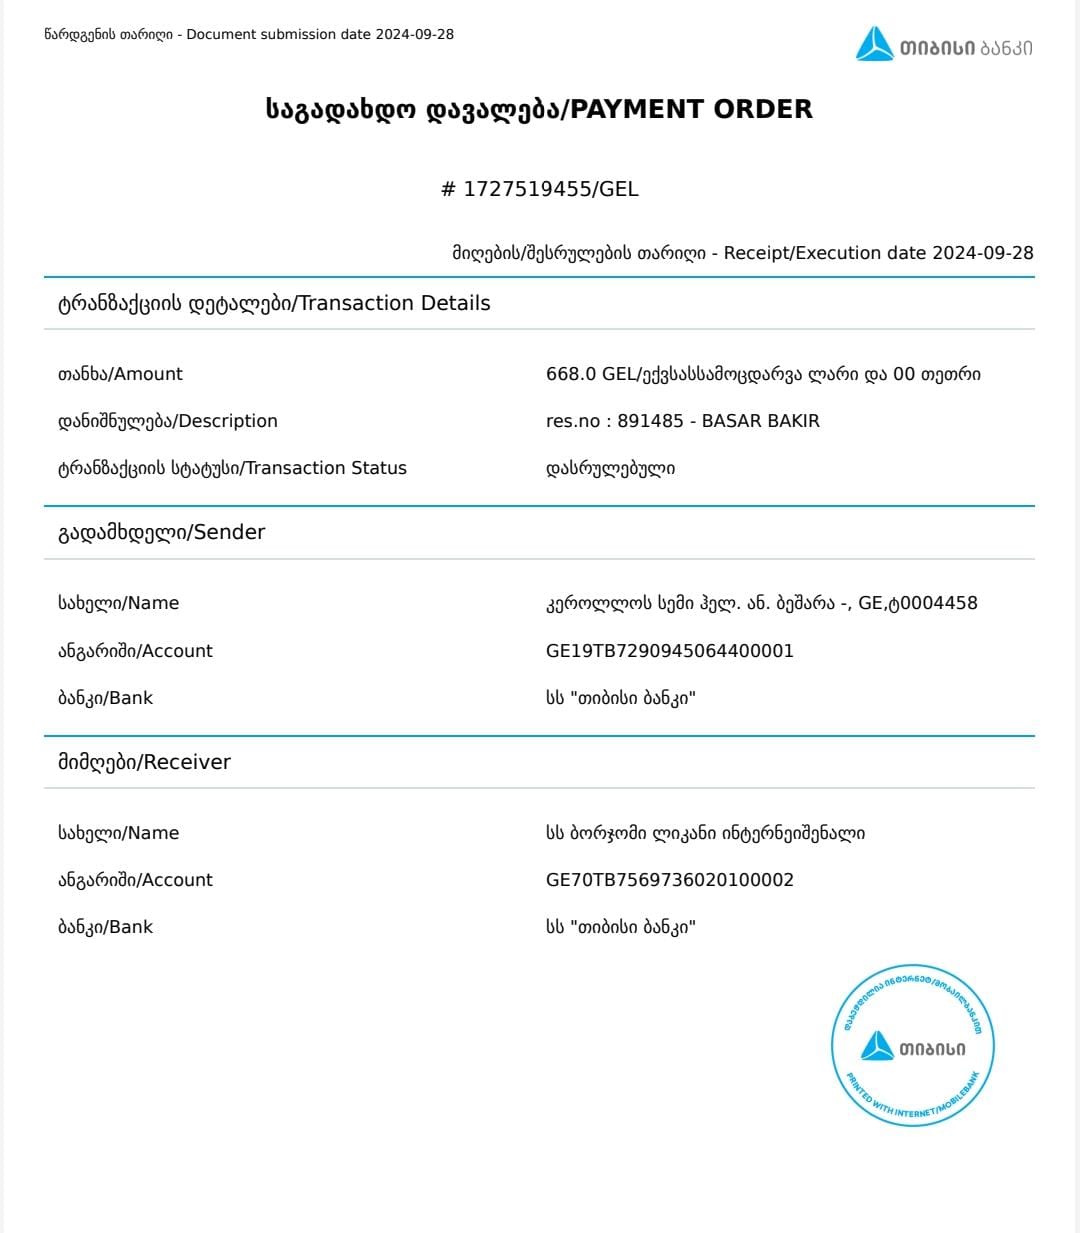 წარდგენის თარიღი - Document submission date 2024-09-28
თიბისი ბანკი
საგადახდო დავალება/PAYMENT ORDER
# 1727519455/GEL
მიღების/შესრულების თარიღი - Receipt/Execution date 2024-09-28
ტრანზაქციის დეტალები/Transaction Details
თანხა/Amount 668.0 GEL/ექვსასსამოცდარვა ლარი და 00 თეთრი
დანიშნულება/Description res.no : 891485 - BASAR BAKIR
ტრანზაქციის სტატუსი/Transaction Status დასრულებული
გადამხდელი/Sender
სახელი/Name კეროლლოს სემი ჰელ. ან. ბეშარა -, GE,ტ0004458
ანგარიში/Account GE19TB7290945064400001
ბანკი/Bank სს "თიბისი ბანკი"
მიმღები/Receiver
სახელი/Name სს ბორჯომი ლიკანი ინტერნეიშენალი
ანგარიში/Account GE70TB7569736020100002
ბანკი/Bank სს "თიბისი ბანკი"
დაბეჭდილია ინტერნეტ/მობაილბანკით
თიბისი
PRINTED WITH INTERNET/MOBILEBANK